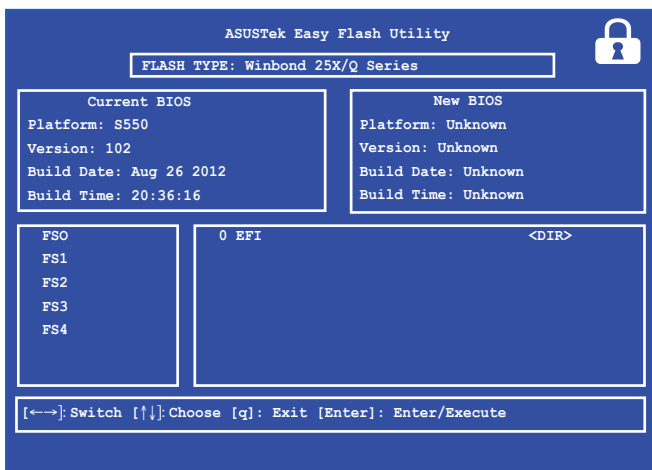 ASUSTek Easy Flash Utility
FLASH TYPE: Winbond 25X/Q Series
Current BIOS
Platform: S550
Version: 102
Build Date: Aug 26 2012
Build Time: 20:36:16
New BIOS
Platform: Unknown
Version: Unknown
Build Date: Unknown
Build Time: Unknown
FSO
FS1
FS2
FS3
FS4
0 EFI <DIR>
[←→]: Switch [↑↓]: Choose [q]: Exit [Enter]: Enter/Execute